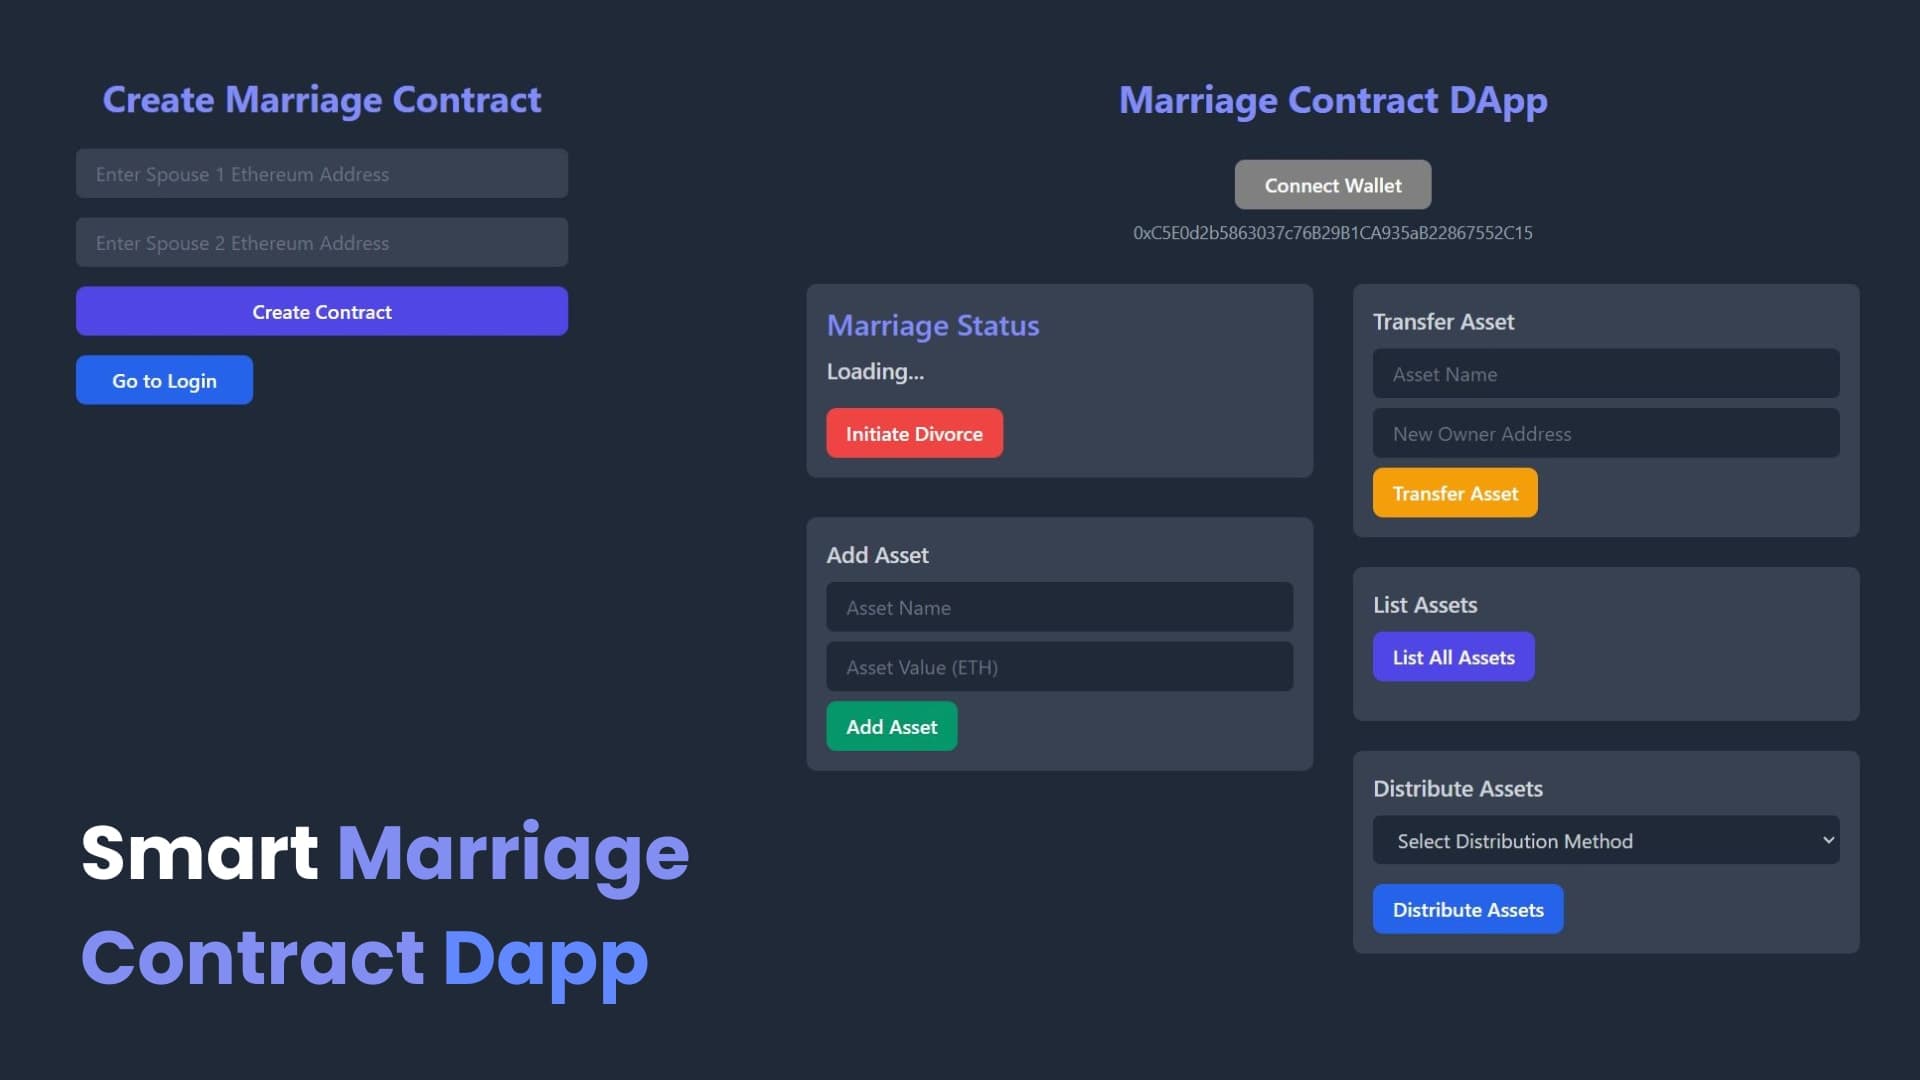 Create Marriage Contract
Enter Spouse 1 Ethereum Address
Enter Spouse 2 Ethereum Address
Create Contract
Go to Login
Smart Marriage
Contract Dapp
Marriage Contract DApp
Connect Wallet
0xC5E0d2b5863037c76B29B1CA935aB22867552C15
Marriage Status
Loading...
Initiate Divorce
Add Asset
Asset Name
Asset Value (ETH)
Add Asset
Transfer Asset
Asset Name
New Owner Address
Transfer Asset
List Assets
List All Assets
Distribute Assets
Select Distribution Method
Distribute Assets